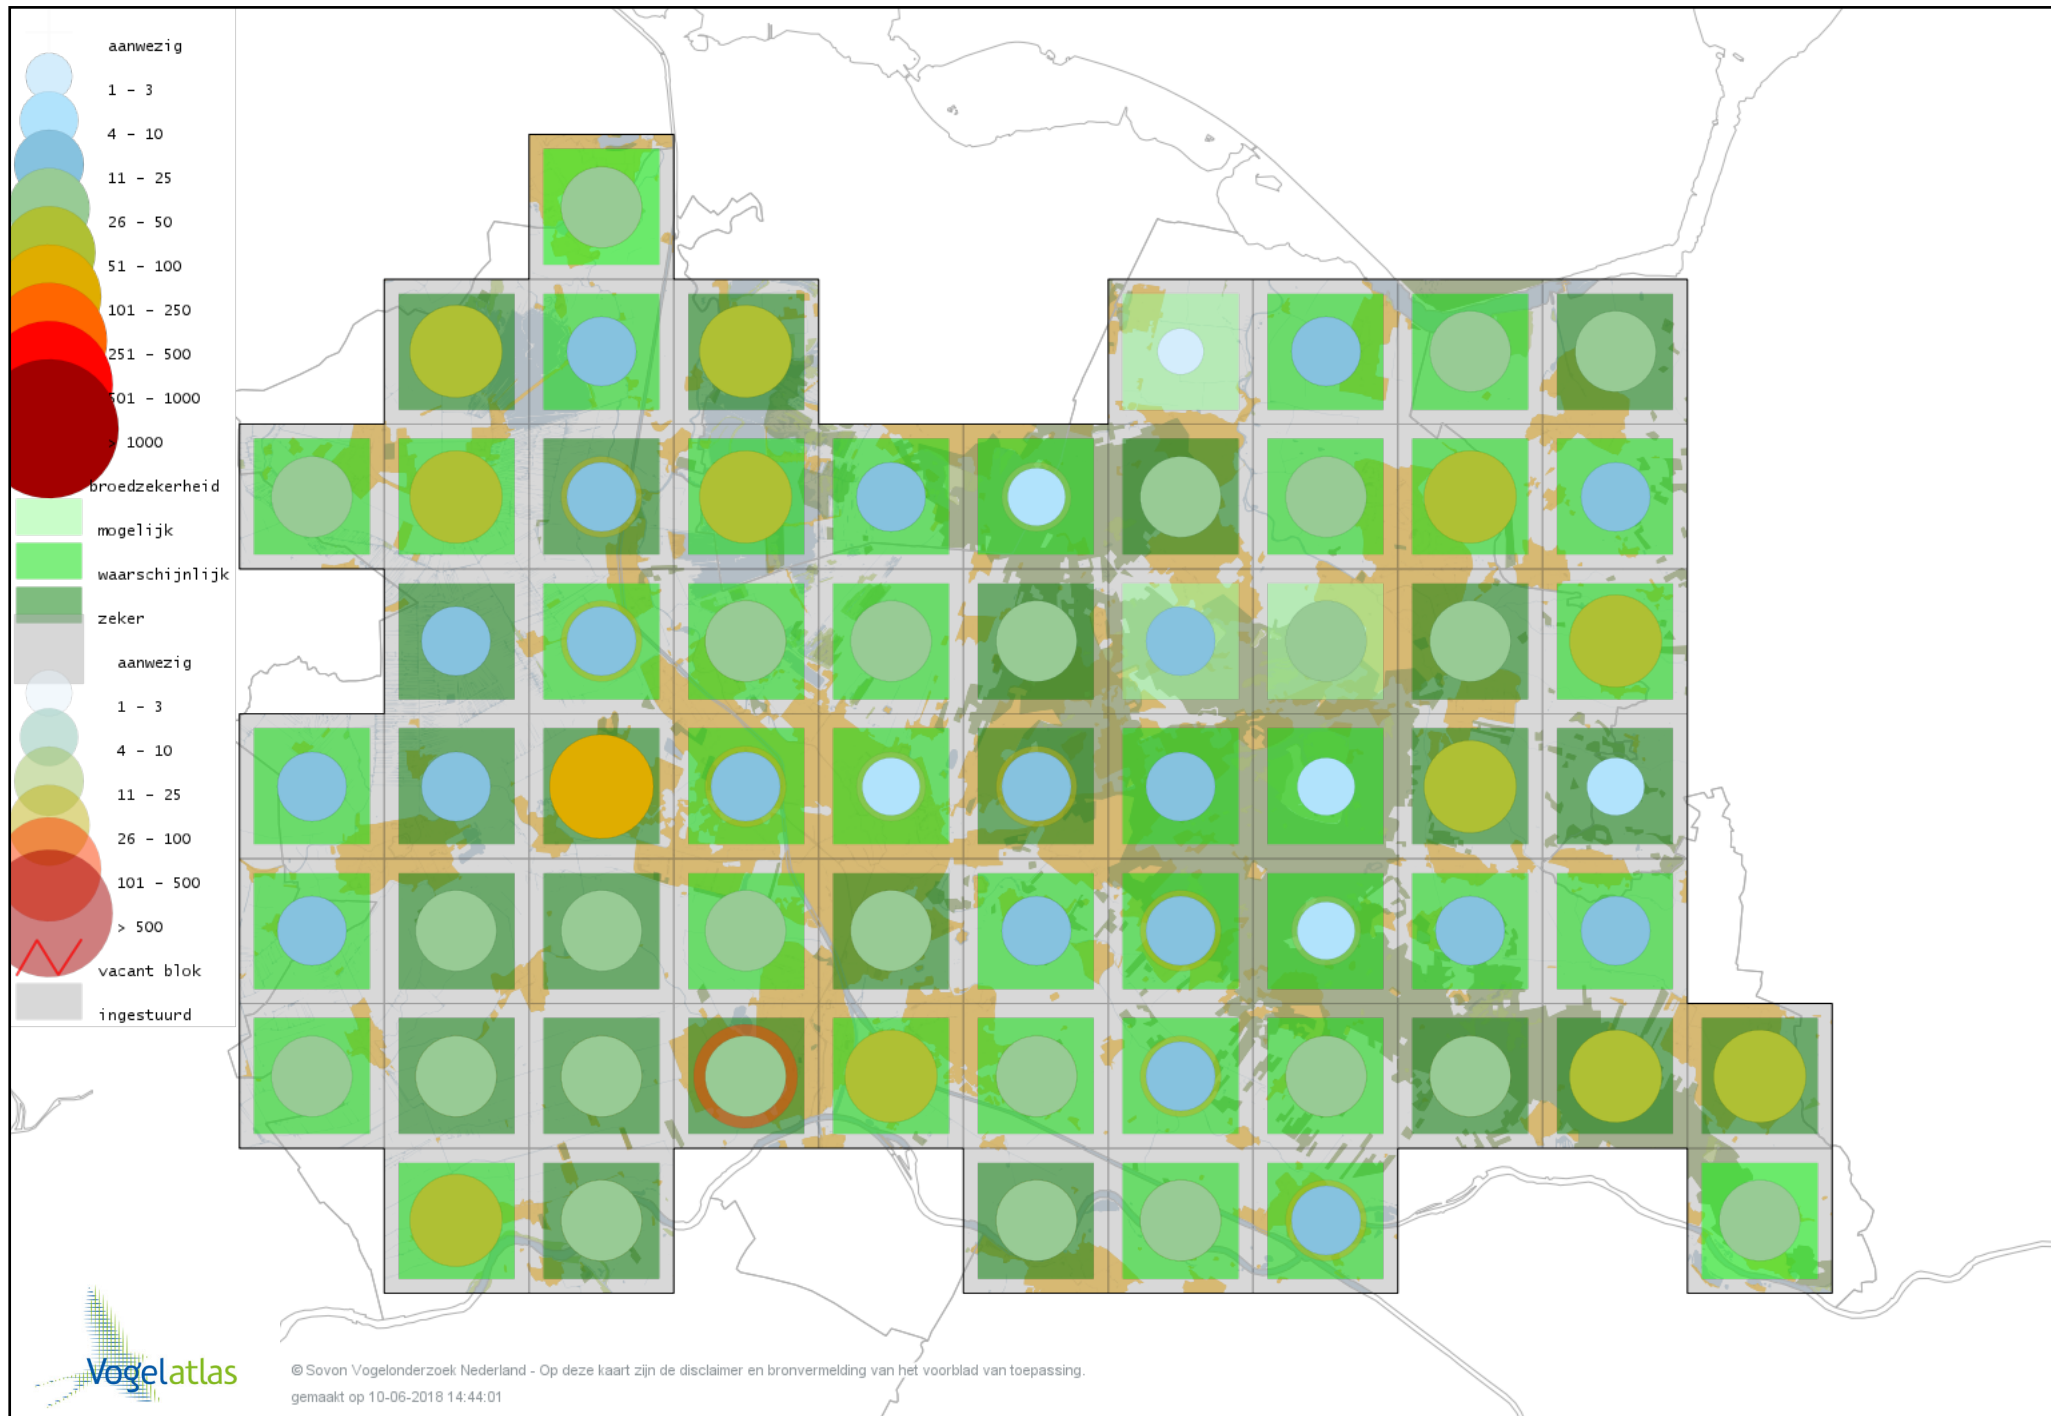 aanwezig
1 - 3
4 - 10
11 - 25
26 - 50
51 - 100
101 - 250
251 - 500
501 - 1000
> 1000
broedzekerheid
mogelijk
waarschijnlijk
zeker
aanwezig
1 - 3
4 - 10
11 - 25
26 - 100
101 - 500
> 500
vacant blok
ingestuurd
Vogelatlas
© Sovon Vogelonderzoek Nederland - Op deze kaart zijn de disclaimer en bronvermelding van het voorblad van toepassing.
gemaakt op 10-06-2018 14:44:01